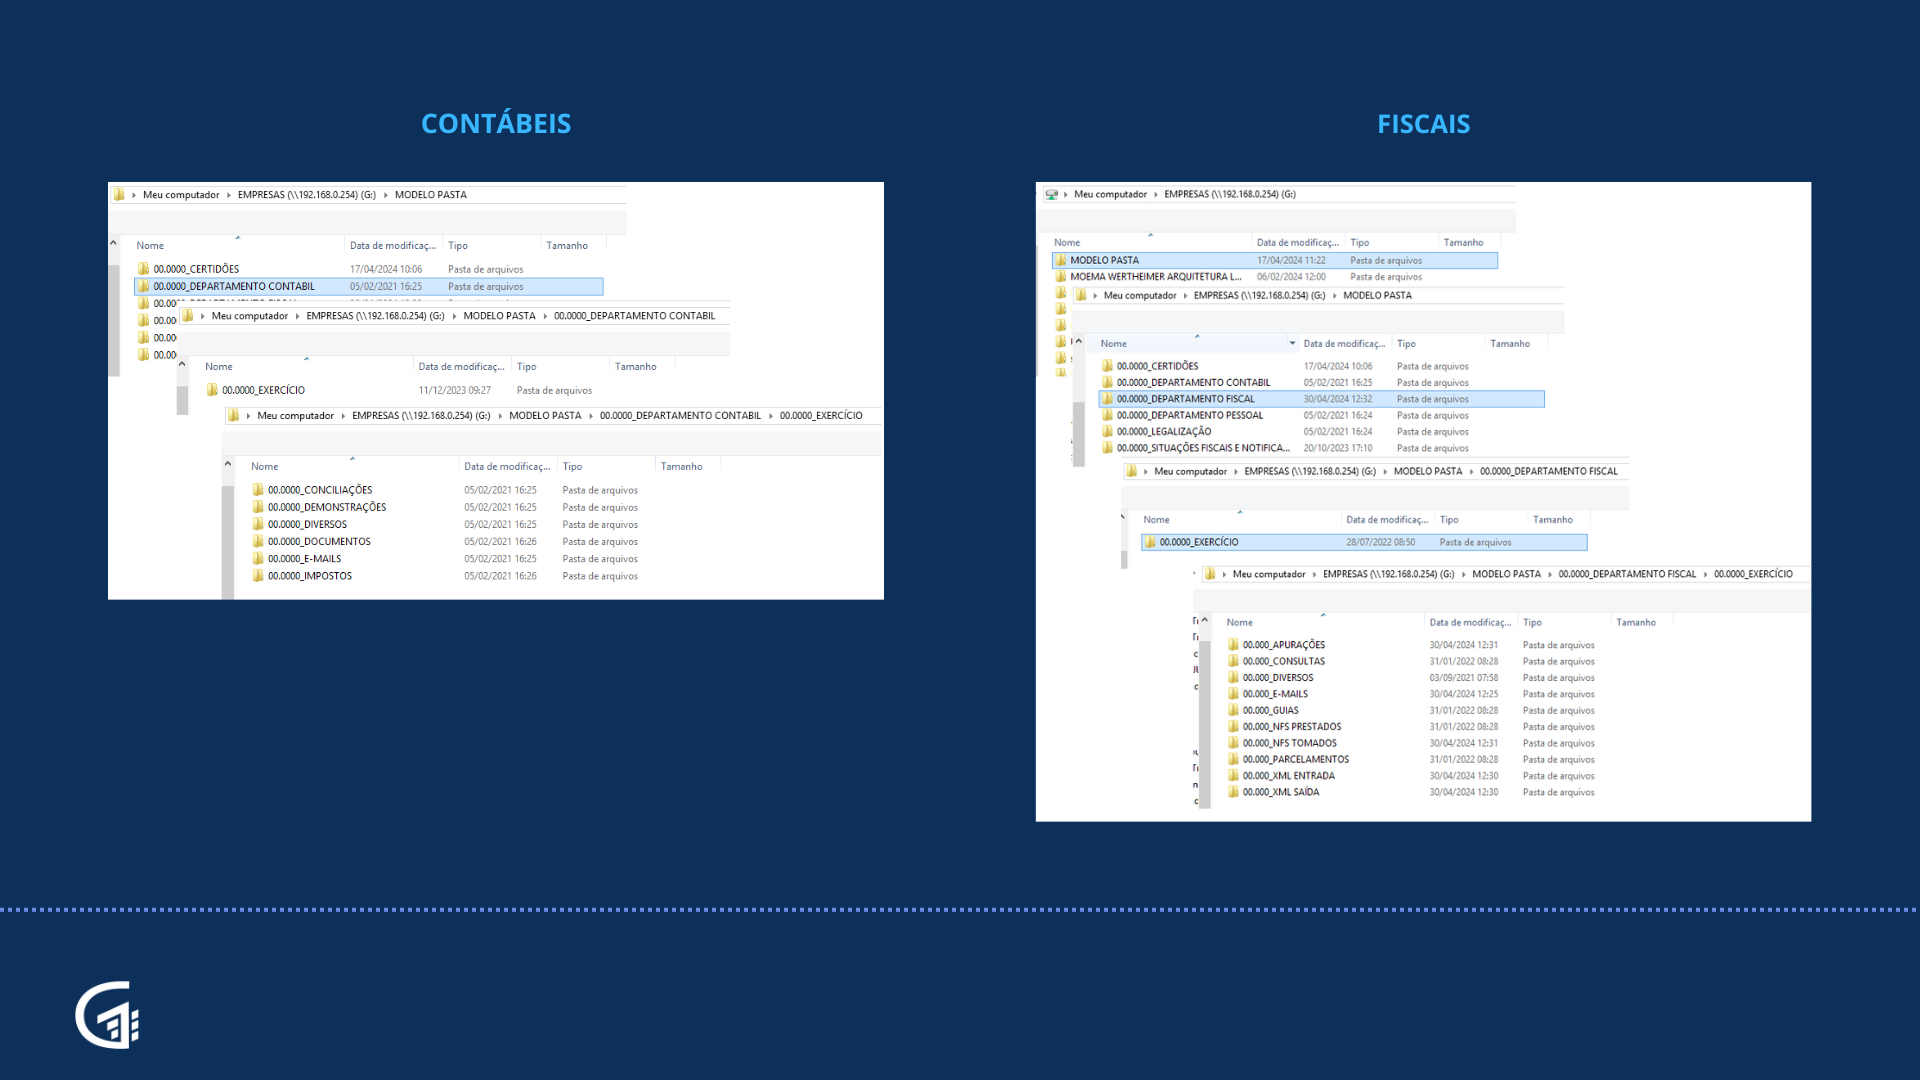 CONTÁBEIS
Meu computador EMPRESAS (\\192.168.0.254) (G:) MODELO PASTA
Nome Data de modificaç... Tipo Tamanho
00.0000_CERTIDÕES 17/04/2024 10:06 Pasta de arquivos
00.0000_DEPARTAMENTO CONTABIL 05/02/2021 16:25 Pasta de arquivos
00.00
00.00
00.00
Meu computador EMPRESAS (\\192.168.0.254) (G:) MODELO PASTA 00.0000_DEPARTAMENTO CONTABIL
Nome Data de modificaç... Tipo Tamanho
00.0000_EXERCÍCIO 11/12/2023 09:27 Pasta de arquivos
Meu computador EMPRESAS (\\192.168.0.254) (G:) MODELO PASTA 00.0000_DEPARTAMENTO CONTABIL 00.0000_EXERCÍCIO
Nome Data de modificaç... Tipo Tamanho
00.0000_CONCILIAÇÕES 05/02/2021 16:25 Pasta de arquivos
00.0000_DEMONSTRAÇÕES 05/02/2021 16:25 Pasta de arquivos
00.0000_DIVERSOS 05/02/2021 16:25 Pasta de arquivos
00.0000_DOCUMENTOS 05/02/2021 16:26 Pasta de arquivos
00.0000_E-MAILS 05/02/2021 16:25 Pasta de arquivos
00.0000_IMPOSTOS 05/02/2021 16:26 Pasta de arquivos
FISCAIS
Meu computador EMPRESAS (\\192.168.0.254) (G:)
Nome Data de modificaç... Tipo Tamanho
MODELO PASTA 17/04/2024 11:22 Pasta de arquivos
MOEMA WERTHEIMER ARQUITETURA L... 06/02/2024 12:00 Pasta de arquivos
Meu computador EMPRESAS (\\192.168.0.254) (G:) MODELO PASTA
Nome Data de modificaç... Tipo Tamanho
00.0000_CERTIDÕES 17/04/2024 10:06 Pasta de arquivos
00.0000_DEPARTAMENTO CONTABIL 05/02/2021 16:25 Pasta de arquivos
00.0000_DEPARTAMENTO FISCAL 30/04/2024 12:32 Pasta de arquivos
00.0000_DEPARTAMENTO PESSOAL 05/02/2021 16:24 Pasta de arquivos
00.0000_LEGALIZAÇÃO 05/02/2021 16:24 Pasta de arquivos
00.0000_SITUAÇÕES FISCAIS E NOTIFICA... 20/10/2023 17:10 Pasta de arquivos
Meu computador EMPRESAS (\\192.168.0.254) (G:) MODELO PASTA 00.0000_DEPARTAMENTO FISCAL
Nome Data de modificaç... Tipo Tamanho
00.0000_EXERCÍCIO 28/07/2022 08:50 Pasta de arquivos
Meu computador EMPRESAS (\\192.168.0.254) (G:) MODELO PASTA 00.0000_DEPARTAMENTO FISCAL 00.0000_EXERCÍCIO
Nome Data de modificaç... Tipo Tamanho
00.000_APURAÇÕES 30/04/2024 12:31 Pasta de arquivos
00.000_CONSULTAS 31/01/2022 08:28 Pasta de arquivos
00.000_DIVERSOS 03/09/2021 07:58 Pasta de arquivos
00.000_E-MAILS 30/04/2024 12:25 Pasta de arquivos
00.000_GUIAS 31/01/2022 08:28 Pasta de arquivos
00.000_NFS PRESTADOS 31/01/2022 08:28 Pasta de arquivos
00.000_NFS TOMADOS 30/04/2024 12:31 Pasta de arquivos
00.000_PARCELAMENTOS 31/01/2022 08:28 Pasta de arquivos
00.000_XML ENTRADA 30/04/2024 12:30 Pasta de arquivos
00.000_XML SAÍDA 30/04/2024 12:30 Pasta de arquivos